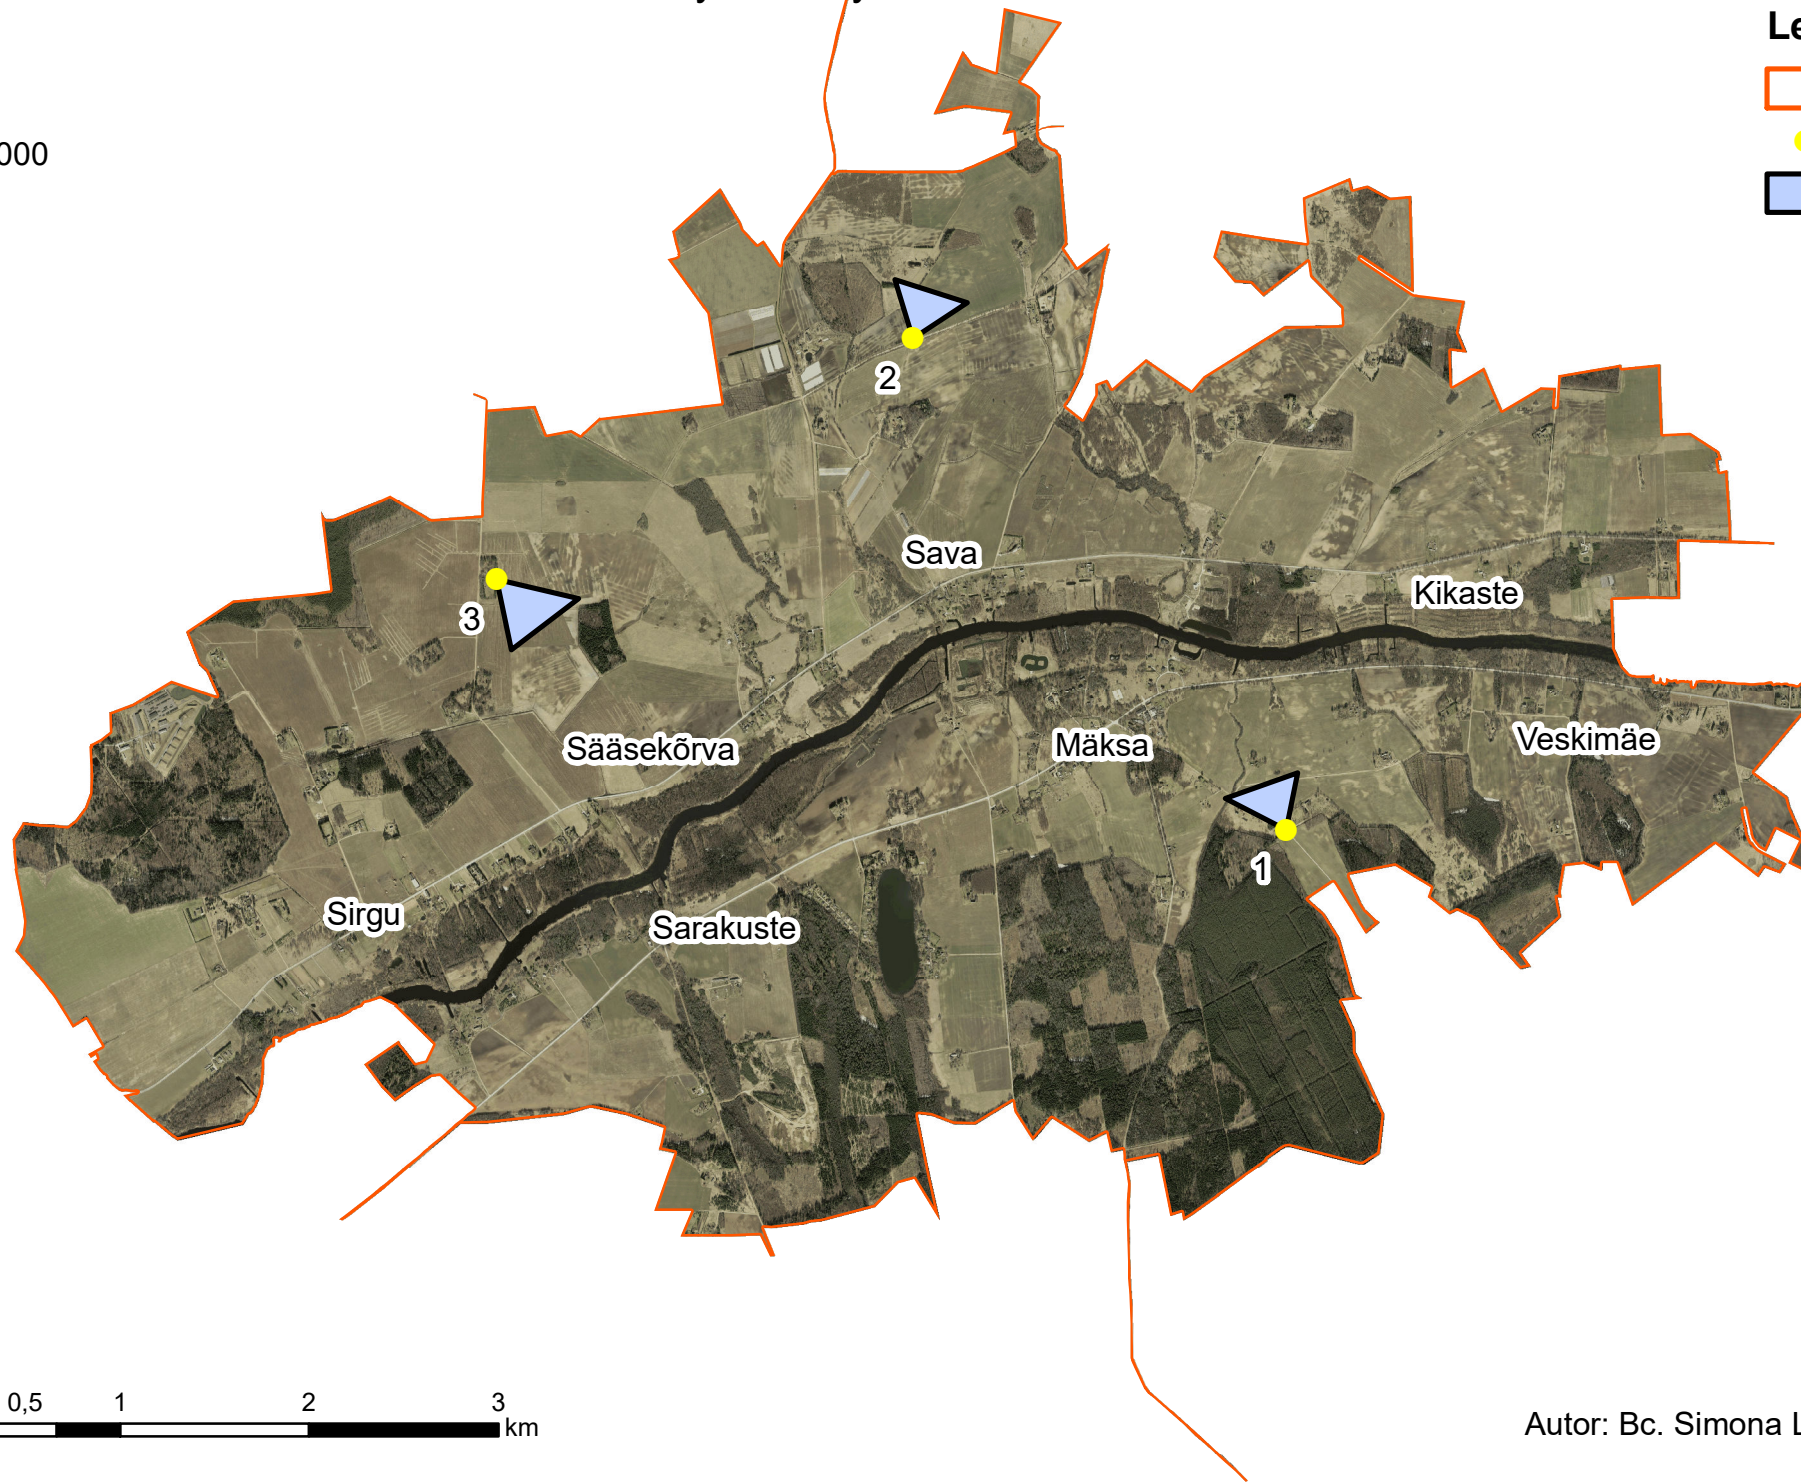 000
2
Sava
Kikaste
3
Sääsekõrva
Mäksa
Veskimäe
1
Sirgu
Sarakuste
0,5 1 2 3
km
Autor: Bc. Simona